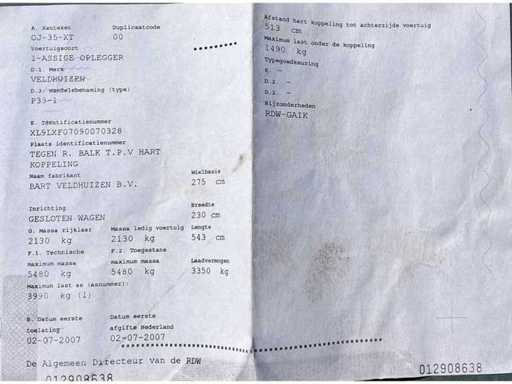 A. Kenteken Duplicaatcode
OJ-35-XT 00
Voertuigsoort
1-ASSIGE OPLEGGER
D.1. Merk
VELDHUIZEN
D.3. Handelsbenaming (type)
P33-1
E. Identificatienummer
XL9LXF07090070328
Plaats identificatienummer
TEGEN R. BALK T.P.V HART
KOPPELING
Naam fabrikant Wielbasis
BART VELDHUIZEN B.V. 275 cm
Inrichting Breedte
GESLOTEN WAGEN 230 cm
G. Massa rijklaar Massa ledig voertuig Lengte
2130 kg 2130 kg 543 cm
F.1. Technische F.2. Toegestane
maximum massa maximum massa Laadvermogen
5480 kg 5480 kg 3350 kg
Maximum last as (asnummer):
3990 kg (1)
B. Datum eerste Datum eerste
toelating afgifte Nederland
02-07-2007 02-07-2007
De Algemeen Directeur van de RDW
012908638
Afstand hart koppeling tot achterzijde voertuig
513 cm
Maximum last onder de koppeling
1490 kg
Typegoedkeuring
K. -
D.2. -
D.2. -
Bijzonderheden
RDW-GAIK
012908638